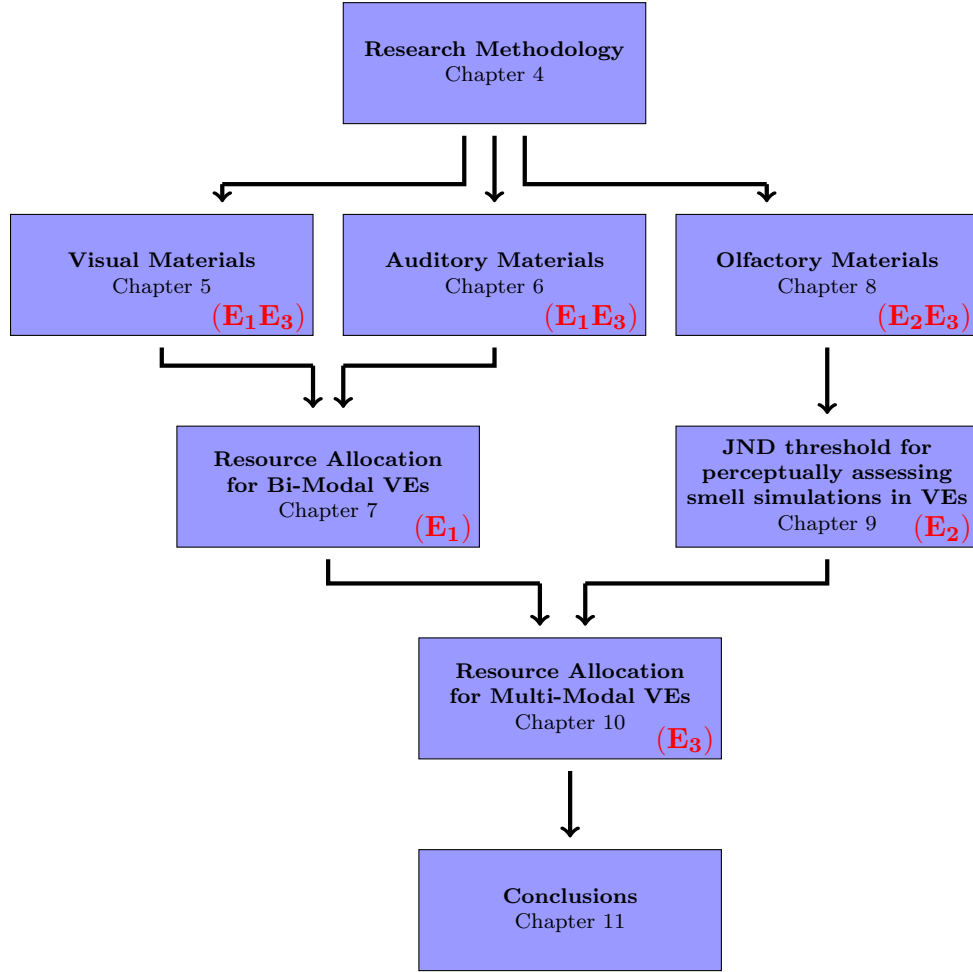 Research Methodology
Chapter 4
Visual Materials
Chapter 5
(E₁E₃)
Auditory Materials
Chapter 6
(E₁E₃)
Olfactory Materials
Chapter 8
(E₂E₃)
Resource Allocation
for Bi-Modal VEs
Chapter 7
(E₁)
JND threshold for
perceptually assessing
smell simulations in VEs
Chapter 9
(E₂)
Resource Allocation
for Multi-Modal VEs
Chapter 10
(E₃)
Conclusions
Chapter 11